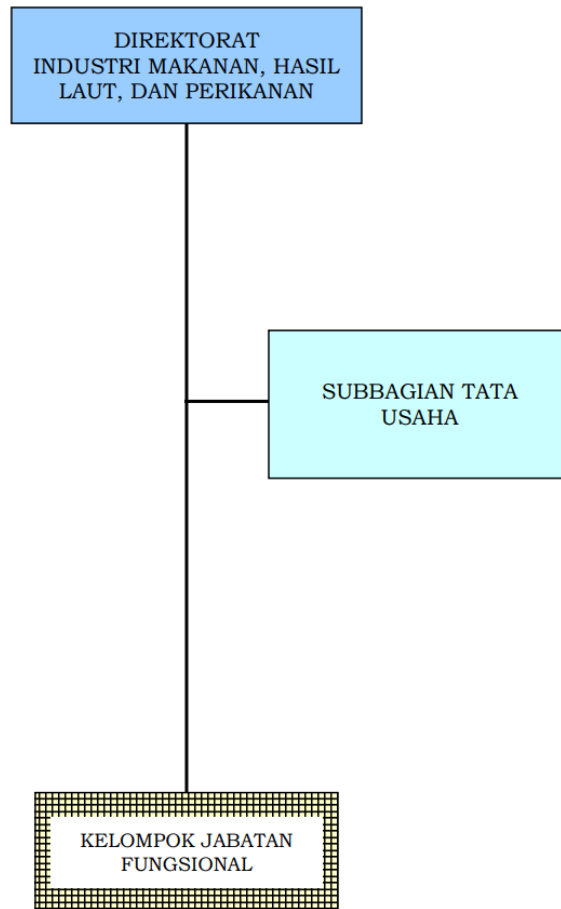 DIREKTORAT
INDUSTRI MAKANAN, HASIL
LAUT, DAN PERIKANAN
SUBBAGIAN TATA
USAHA
KELOMPOK JABATAN
FUNGSIONAL